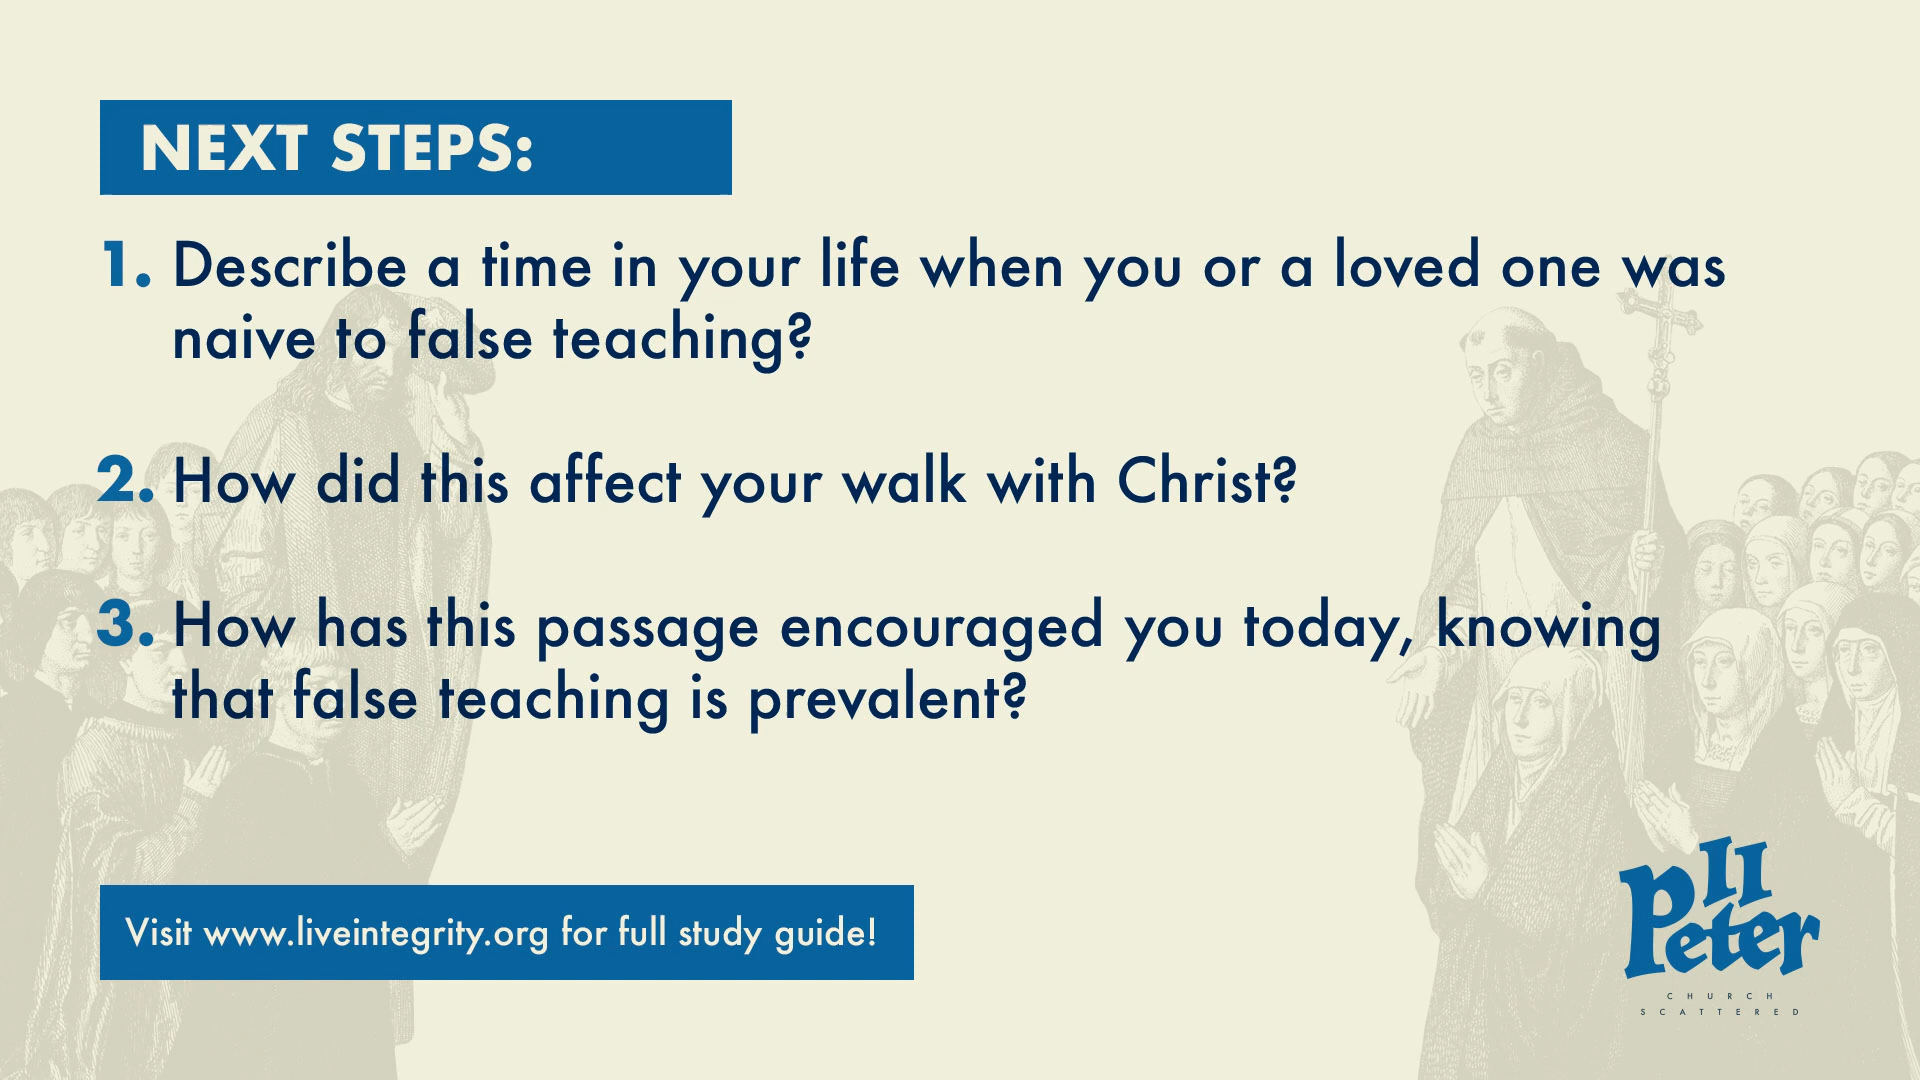 NEXT STEPS:
1. Describe a time in your life when you or a loved one was
naive to false teaching?
2. How did this affect your walk with Christ?
3. How has this passage encouraged you today, knowing
that false teaching is prevalent?
Visit www.liveintegrity.org for full study guide!
II
Peter
CHURCH
SCATTERED